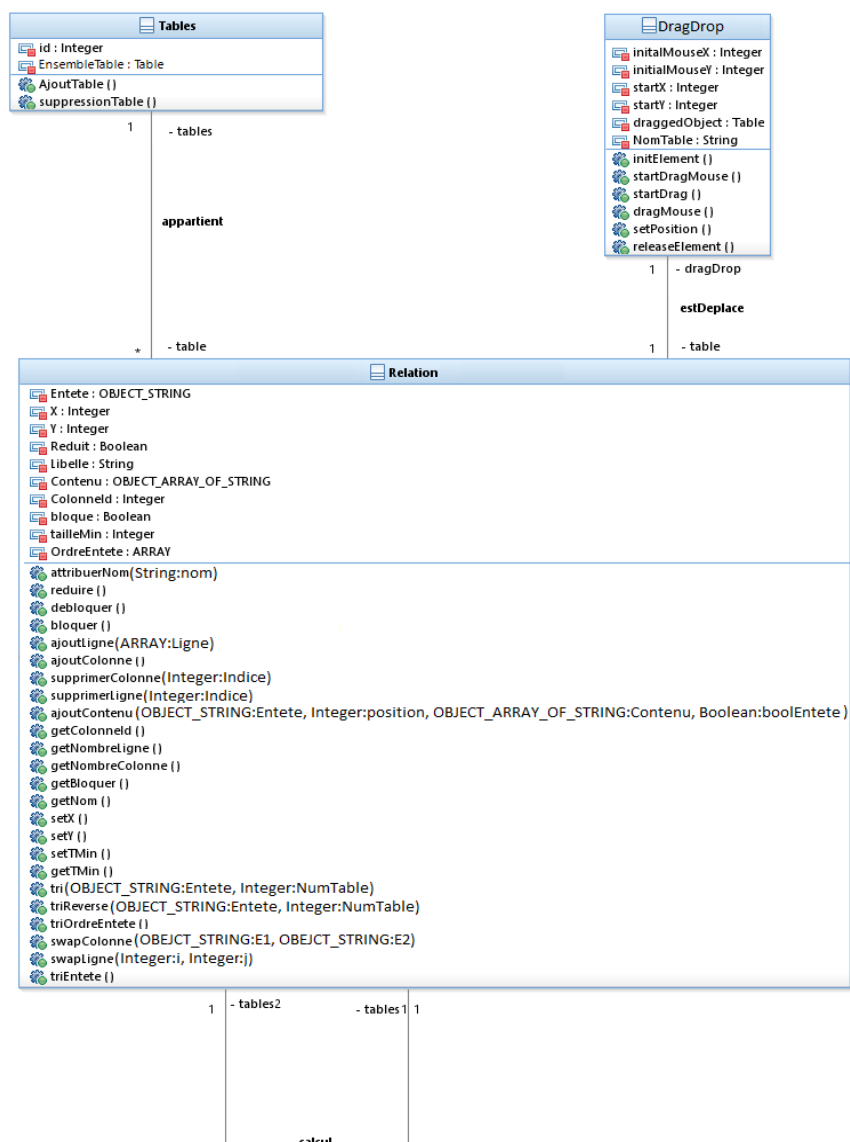 Tables
id : Integer
EnsembleTable : Table
AjoutTable ()
suppressionTable ()
DragDrop
initalMouseX : Integer
initialMouseY : Integer
startX : Integer
startY : Integer
draggedObject : Table
NomTable : String
initElement ()
startDragMouse ()
startDrag ()
dragMouse ()
setPosition ()
releaseElement ()
1 - tables
appartient
* - table
1 - dragDrop
estDeplace
1 - table
Relation
Entete : OBJECT_STRING
X : Integer
Y : Integer
Reduit : Boolean
Libelle : String
Contenu : OBJECT_ARRAY_OF_STRING
ColonneId : Integer
bloque : Boolean
tailleMin : Integer
OrdreEntete : ARRAY
attribuerNom(String:nom)
reduire ()
debloquer ()
bloquer ()
ajoutLigne(ARRAY:Ligne)
ajoutColonne ()
supprimerColonne(Integer:Indice)
supprimerLigne(Integer:Indice)
ajoutContenu(OBJECT_STRING:Entete, Integer:position, OBJECT_ARRAY_OF_STRING:Contenu, Boolean:boolEntete)
getColonneId ()
getNombreLigne ()
getNombreColonne ()
getBloquer ()
getNom ()
setX ()
setY ()
setTMin ()
getTMin ()
tri(OBJECT_STRING:Entete, Integer:NumTable)
triReverse(OBJECT_STRING:Entete, Integer:NumTable)
triOrdreEntete ()
swapColonne(OBEJCT_STRING:E1, OBEJCT_STRING:E2)
swapLigne(Integer:i, Integer:j)
triEntete ()
1 - tables2
- tables1 1
calcul